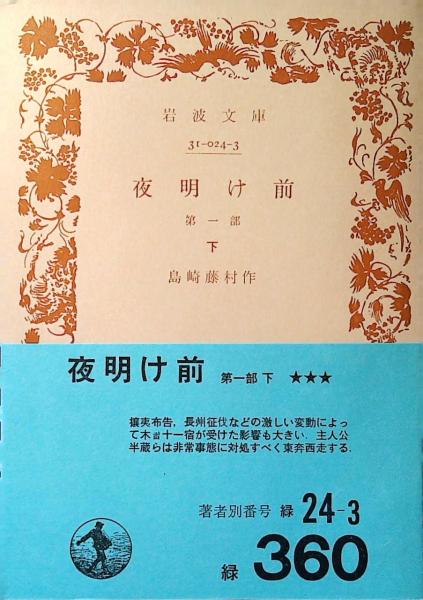 岩波文庫
31-024-3
夜明け前
第一部
下
島崎藤村作
夜明け前 第一部 下 ★★★
攘夷布告,長州征伐などの激しい変動によっ
て木曽十一宿が受けた影響も大きい.主人公
半蔵らは非常事態に対処すべく東奔西走する.
著者別番号 緑 24-3
緑 360